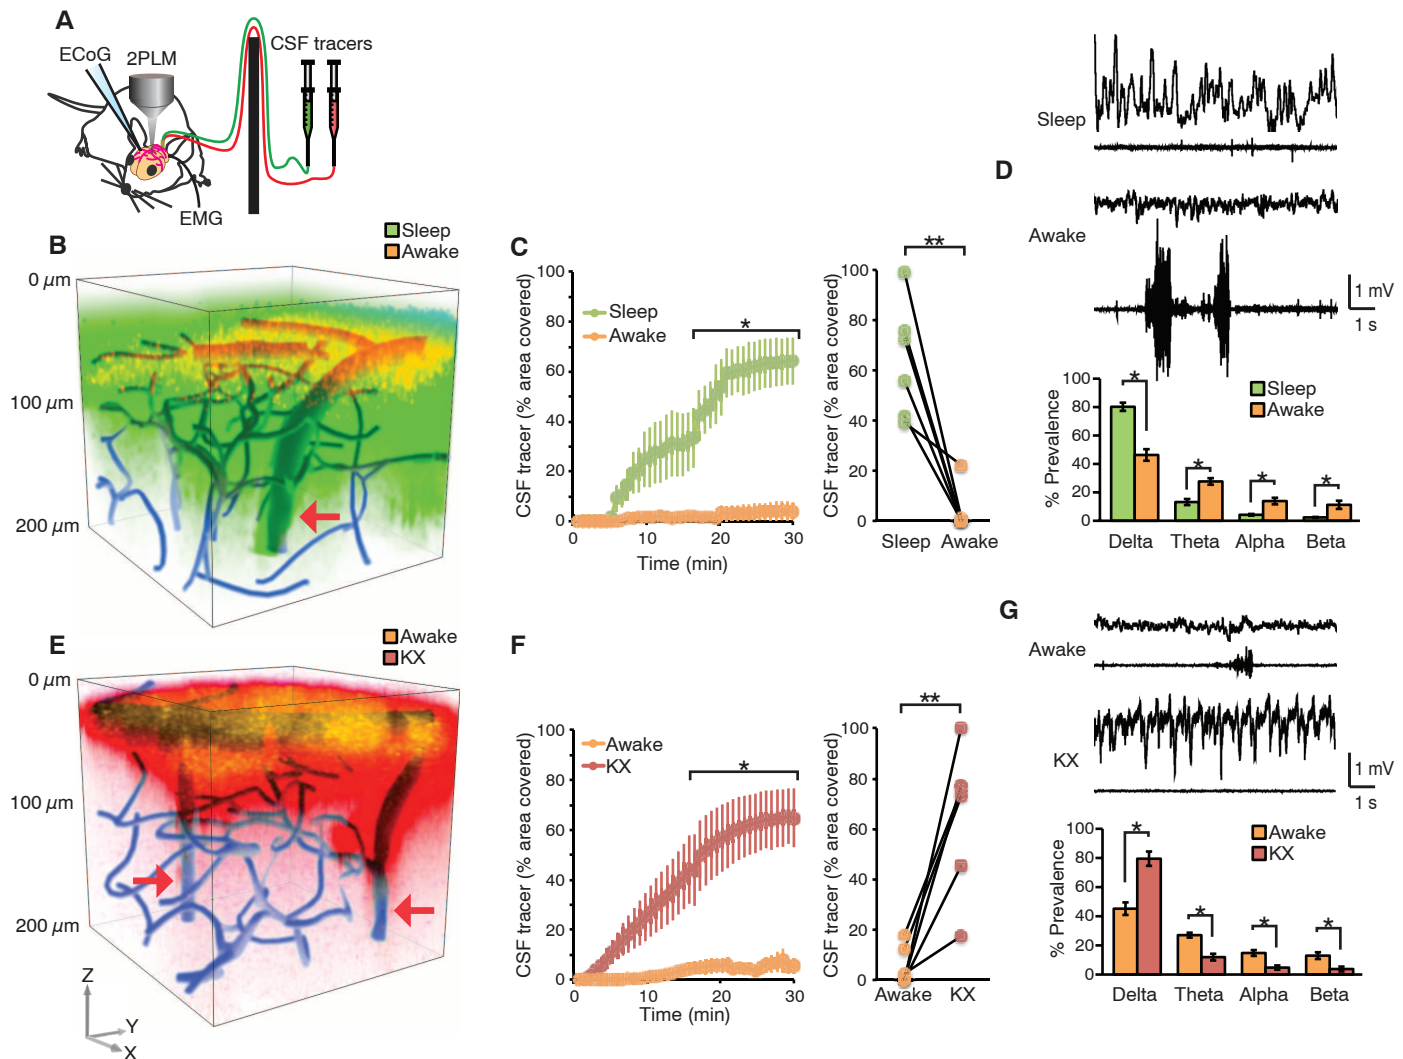 A
ECoG
2PLM
CSF tracers
EMG
B
Sleep
Awake
0 µm
100 µm
200 µm
C
CSF tracer (% area covered)
100
80
60
40
20
0
Sleep
Awake
*
0 10 20 30
Time (min)
CSF tracer (% area covered)
100
80
60
40
20
0
**
Sleep Awake
D
Sleep
Awake
1 mV
1 s
% Prevalence
100
80
60
40
20
0
Sleep
Awake
* * * *
Delta Theta Alpha Beta
E
Awake
KX
0 µm
100 µm
200 µm
Z
Y
X
F
CSF tracer (% area covered)
100
80
60
40
20
0
Awake
KX
*
0 10 20 30
Time (min)
CSF tracer (% area covered)
100
80
60
40
20
0
**
Awake KX
G
Awake
KX
1 mV
1 s
% Prevalence
100
80
60
40
20
0
Awake
KX
* * * *
Delta Theta Alpha Beta